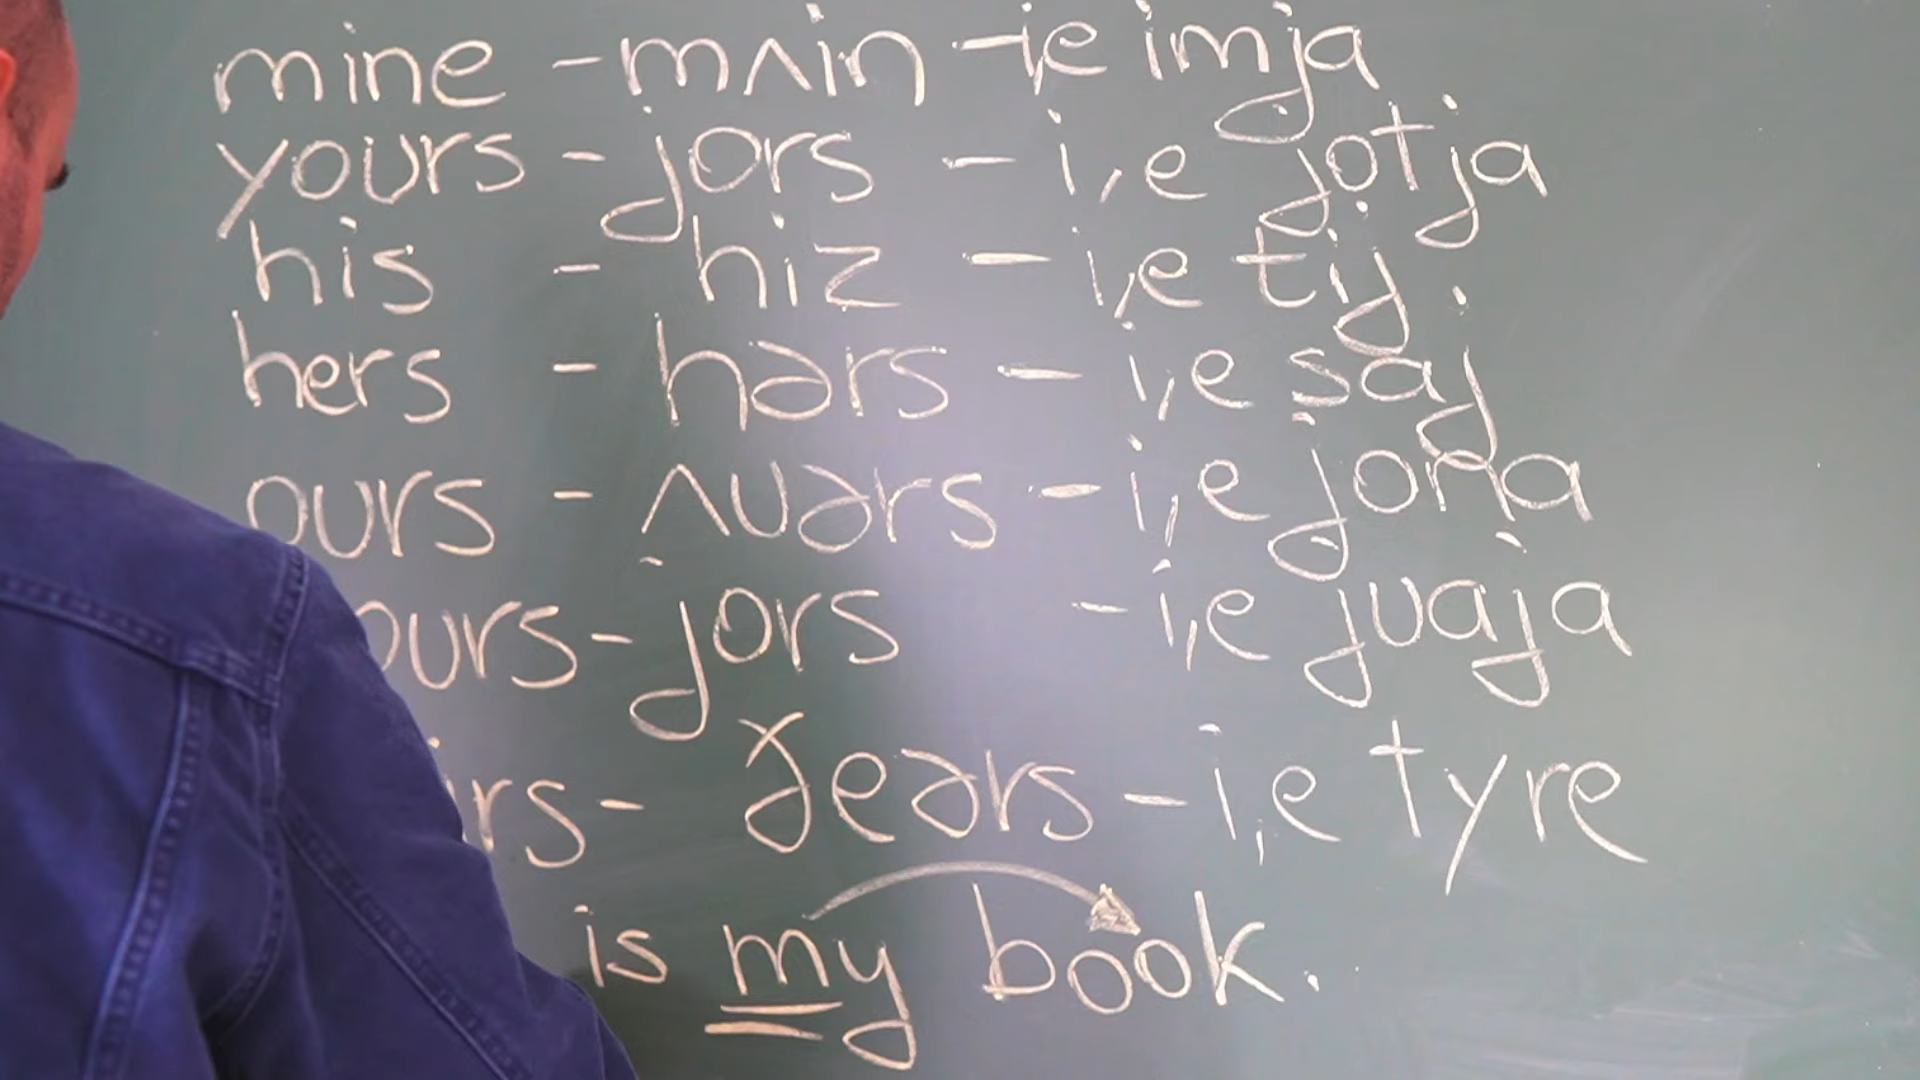 mine - mʌin - i,e imja
yours - jors - i,e jotja
his - hiz - i,e tij.
hers - hərs - i,e saj
ours - ʌuərs - i,e jona
ours - jors - i,e juaja
irs - ðeərs - i,e tyre
is my book.